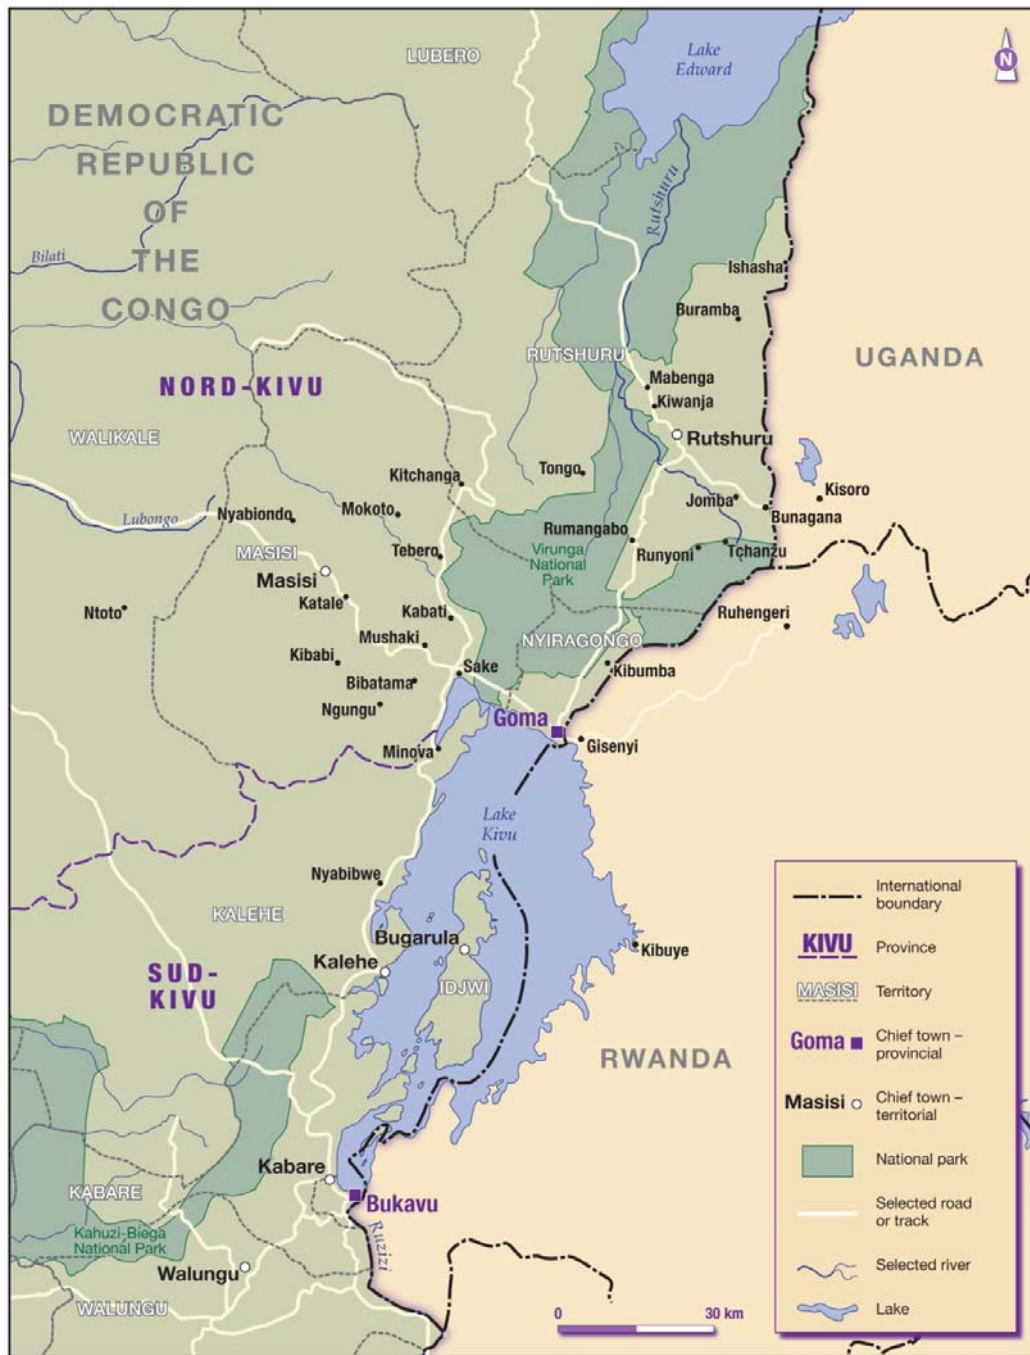 LUBERO
Lake
Edward
N
DEMOCRATIC
REPUBLIC
OF
THE
CONGO
Bilati
Rutshuru
Ishasha
Buramba
RUTSHURU
UGANDA
NORD-KIVU
Mabenga
Kiwanja
WALIKALE
Rutshuru
Kitchanga
Tongo
Kisoro
Jomba
Lubongo
Nyabiondo
Mokoto
Bunagana
Rumangabo
MASISI
Tebero
Virunga
National
Park
Runyoni
Tchanzu
Masisi
Katale
Ntoto
Kabati
Ruhengeri
Mushaki
NYIRAGONGO
Kibabi
Sake
Kibumba
Bibatama
Ngungu
Goma
Gisenyi
Minova
Lake
Kivu
Nyabibwe
KALEHE
Bugarula
Kibuye
Kalehe
SUD-
KIVU
IDJWI
RWANDA
Kabare
KABARE
Bukavu
Kahuzi-Biega
National Park
Ruzizi
Walungu
WALUNGU
0 30 km
International
boundary
KIVU Province
MASISI Territory
Goma Chief town –
provincial
Masisi Chief town –
territorial
National park
Selected road
or track
Selected river
Lake